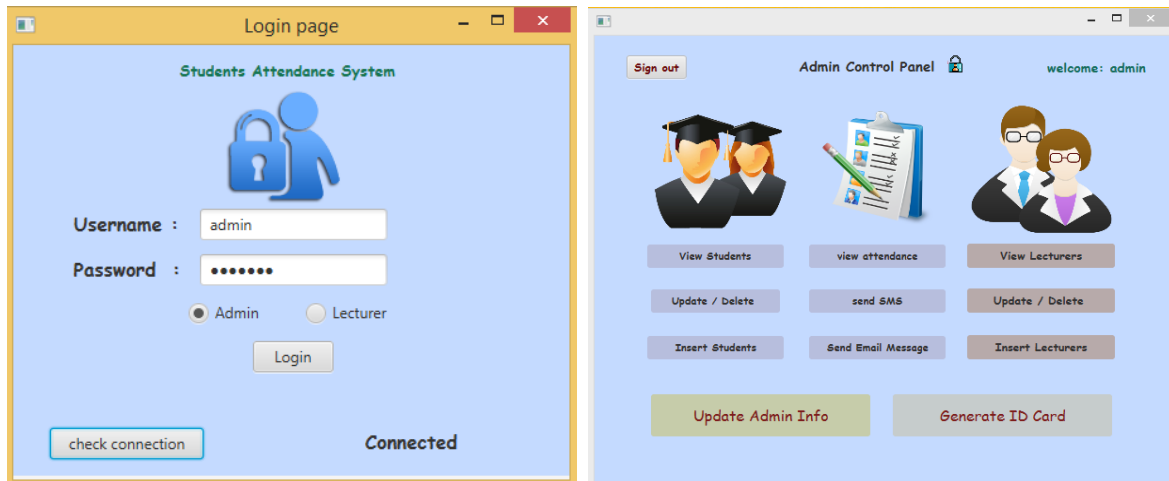 Login page
Students Attendance System
Username :
admin
Password :
•••••••
Admin
Lecturer
Login
check connection
Connected
Sign out
Admin Control Panel
welcome: admin
View Students
view attendance
View Lecturers
Update / Delete
send SMS
Update / Delete
Insert Students
Send Email Message
Insert Lecturers
Update Admin Info
Generate ID Card